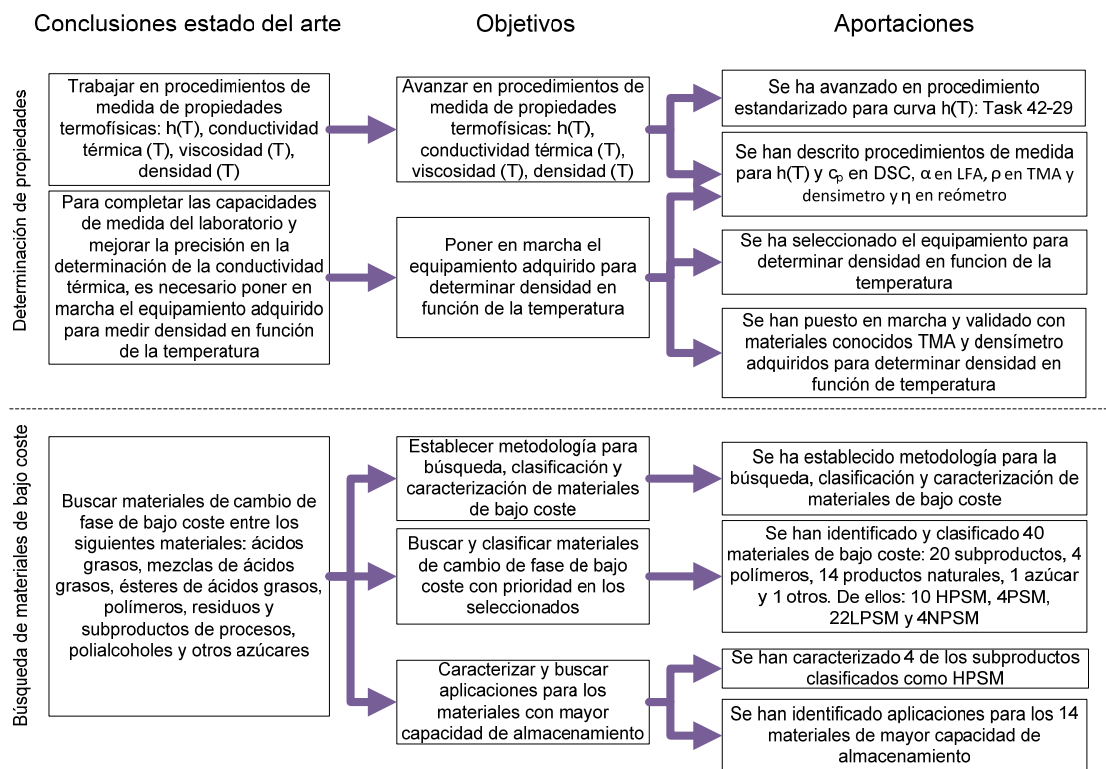 Conclusiones estado del arte
Objetivos
Aportaciones
Determinación de propiedades
Trabajar en procedimientos de
medida de propiedades
termofísicas: h(T), conductividad
térmica (T), viscosidad (T),
densidad (T)
Para completar las capacidades
de medida del laboratorio y
mejorar la precisión en la
determinación de la conductividad
térmica, es necesario poner en
marcha el equipamiento adquirido
para medir densidad en función
de la temperatura
Avanzar en procedimientos de
medida de propiedades
termofísicas: h(T),
conductividad térmica (T),
viscosidad (T), densidad (T)
Poner en marcha el
equipamiento adquirido para
determinar densidad en
función de la temperatura
Se ha avanzado en procedimiento
estandarizado para curva h(T): Task 42-29
Se han descrito procedimientos de medida
para h(T) y cp en DSC, α en LFA, ρ en TMA y
densimetro y η en reómetro
Se ha seleccionado el equipamiento para
determinar densidad en funcion de la
temperatura
Se han puesto en marcha y validado con
materiales conocidos TMA y densímetro
adquiridos para determinar densidad en
función de temperatura
Búsqueda de materiales de bajo coste
Buscar materiales de cambio de
fase de bajo coste entre los
siguientes materiales: ácidos
grasos, mezclas de ácidos
grasos, ésteres de ácidos grasos,
polímeros, residuos y
subproductos de procesos,
polialcoholes y otros azúcares
Establecer metodología para
búsqueda, clasificación y
caracterización de materiales
de bajo coste
Buscar y clasificar materiales
de cambio de fase de bajo
coste con prioridad en los
seleccionados
Caracterizar y buscar
aplicaciones para los
materiales con mayor
capacidad de almacenamiento
Se ha establecido metodología para la
búsqueda, clasificación y caracterización de
materiales de bajo coste
Se han identificado y clasificado 40
materiales de bajo coste: 20 subproductos, 4
polímeros, 14 productos naturales, 1 azúcar
y 1 otros. De ellos: 10 HPSM, 4PSM,
22LPSM y 4NPSM
Se han caracterizado 4 de los subproductos
clasificados como HPSM
Se han identificado aplicaciones para los 14
materiales de mayor capacidad de
almacenamiento